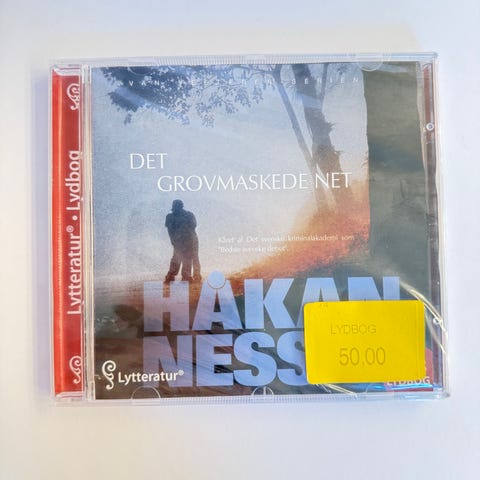 DET
GROVMASKEDE NET
Kåret af Det svenske kriminalakademi som
"Bedste svenske debut".
HÅKAN
NESS
LYDBOG
50.00
LYDBOG
Lytteratur®
Lytteratur® • Lydbog